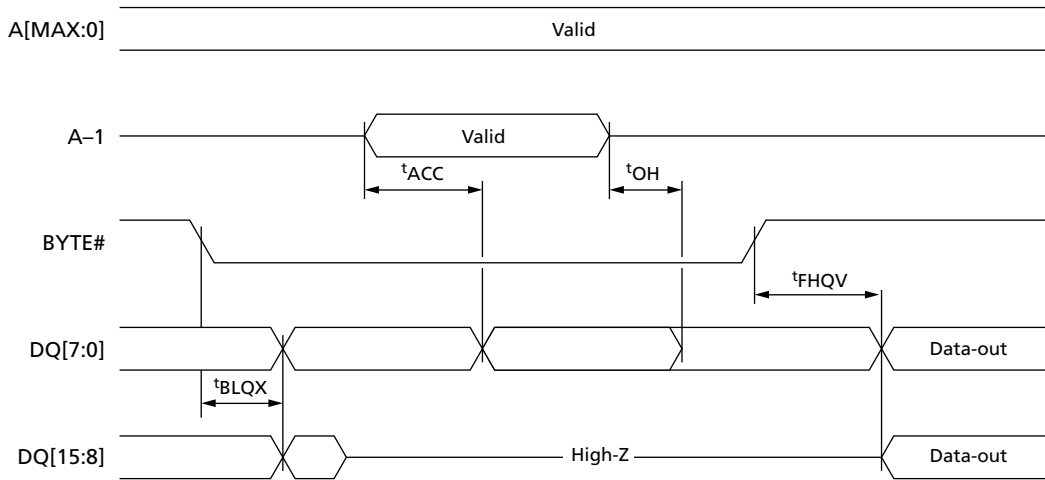 A[MAX:0] Valid
A–1 Valid
tACC tOH
BYTE#
tFHQV
DQ[7:0] Data-out
tBLQX
DQ[15:8] High-Z Data-out